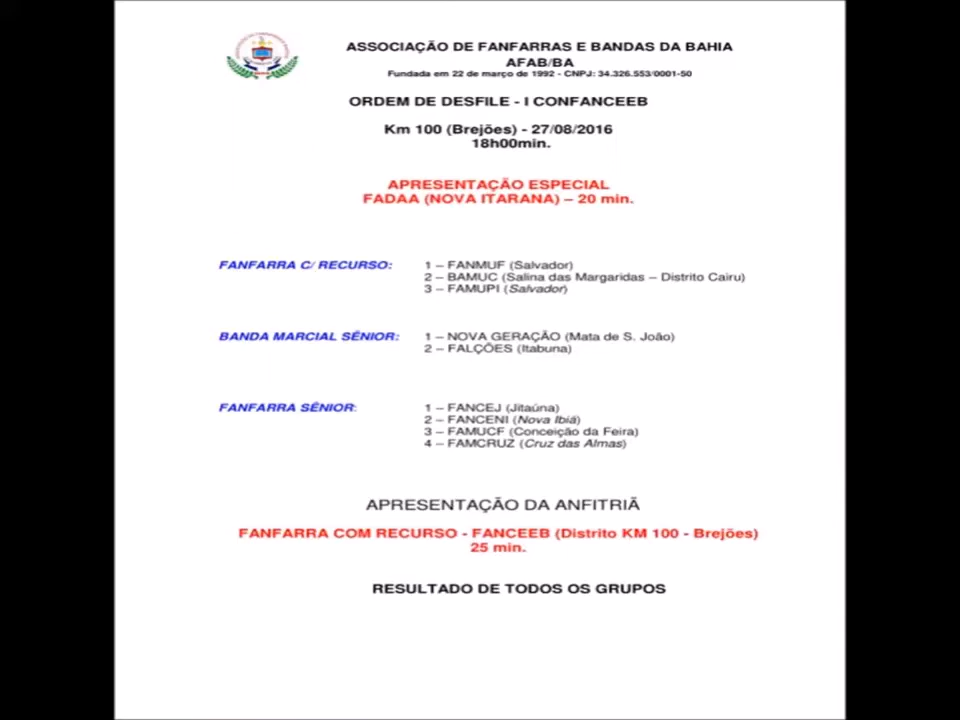 ASSOCIAÇÃO DE FANFARRAS E BANDAS DA BAHIA
AFAB/BA
Fundada em 22 de março de 1992 - CNPJ: 34.326.553/0001-50
ORDEM DE DESFILE - I CONFANCEEB
Km 100 (Brejões) - 27/08/2016
18h00min.
APRESENTAÇÃO ESPECIAL
FADAA (NOVA ITARANA) – 20 min.
FANFARRA C/ RECURSO: 1 – FANMUF (Salvador)
2 – BAMUC (Salina das Margaridas – Distrito Cairu)
3 – FAMUPI (Salvador)
BANDA MARCIAL SÊNIOR: 1 – NOVA GERAÇÃO (Mata de S. João)
2 – FALÇÕES (Itabuna)
FANFARRA SÊNIOR: 1 – FANCEJ (Jitaúna)
2 – FANCENI (Nova Ibiá)
3 – FAMUCF (Conceição da Feira)
4 – FAMCRUZ (Cruz das Almas)
APRESENTAÇÃO DA ANFITRIÃ
FANFARRA COM RECURSO - FANCEEB (Distrito KM 100 - Brejões)
25 min.
RESULTADO DE TODOS OS GRUPOS